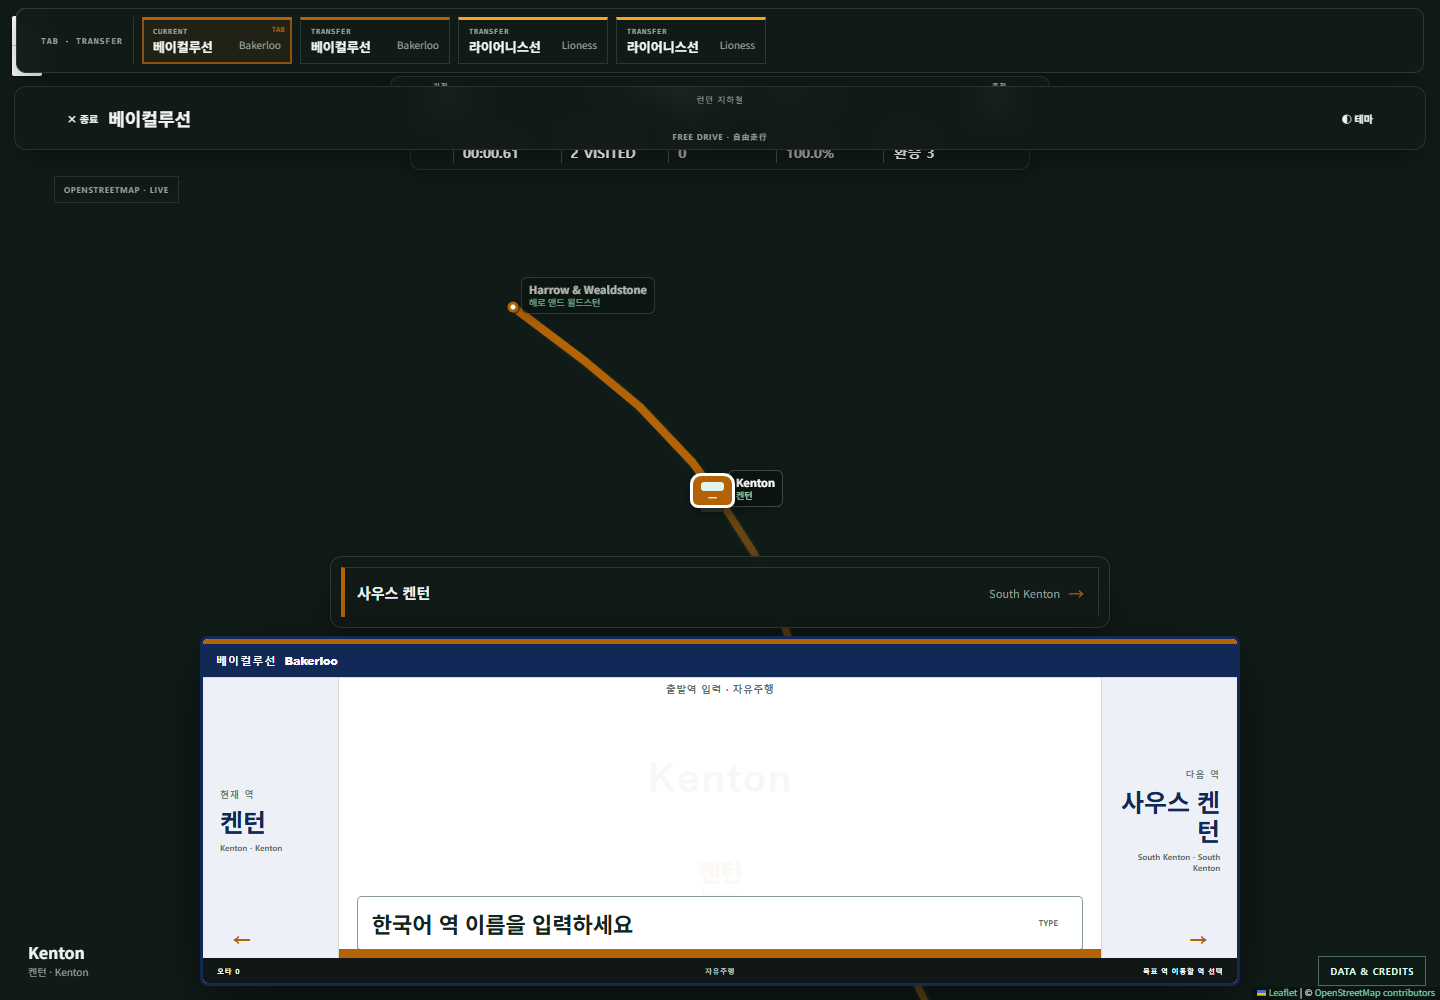 TAB · TRANSFER
CURRENT
TAB
베이컬루선 Bakerloo
TRANSFER
베이컬루선 Bakerloo
TRANSFER
라이어니스선 Lioness
TRANSFER
라이어니스선 Lioness
× 종료 베이컬루선
런던 지하철
FREE DRIVE · 自由走行
테마
00:00.61 2 VISITED 0 100.0% 완승 3
OPENSTREETMAP · LIVE
Harrow & Wealdstone
해로 앤드 윌드스턴
Kenton
켄턴
사우스 켄턴
South Kenton →
베이컬루선 Bakerloo
출발역 입력 · 자유주행
Kenton
켄턴
현재 역
켄턴
Kenton · Kenton
←
다음 역
사우스 켄
턴
South Kenton · South
Kenton
→
한국어 역 이름을 입력하세요
TYPE
오타 0
자유주행
목표 역 이동할 역 선택
Kenton
켄턴 · Kenton
DATA & CREDITS
Leaflet | © OpenStreetMap contributors